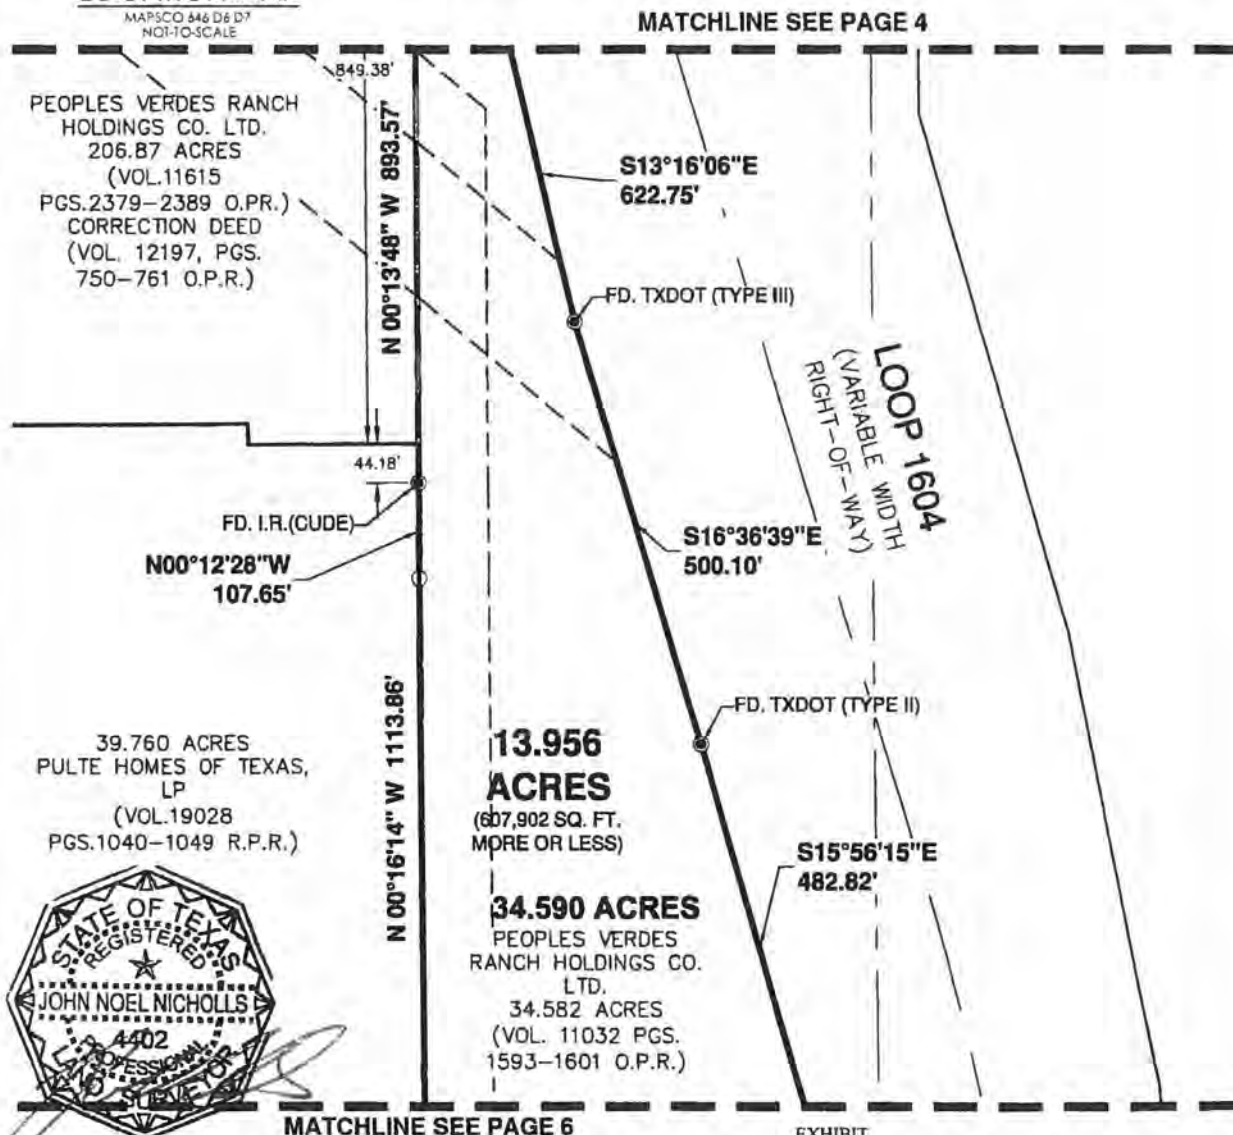 MAPSCO 646 D6 D7
NOT-TO-SCALE
MATCHLINE SEE PAGE 4
849.38'
PEOPLES VERDES RANCH
HOLDINGS CO. LTD.
206.87 ACRES
(VOL.11615
PGS.2379–2389 O.PR.)
CORRECTION DEED
(VOL. 12197, PGS.
750–761 O.P.R.)
N 00°13'48" W 893.57"
S13°16'06"E
622.75'
FD. TXDOT (TYPE III)
LOOP 1604
(VARIABLE WIDTH
RIGHT–OF–WAY)
44.18'
FD. I.R.(CUDE)
N00°12'28"W
107.65'
S16°36'39"E
500.10'
N 00°16'14" W 1113.86'
FD. TXDOT (TYPE II)
39.760 ACRES
PULTE HOMES OF TEXAS,
LP
(VOL.19028
PGS.1040–1049 R.P.R.)
13.956
ACRES
(607,902 SQ. FT.
MORE OR LESS)
S15°56'15"E
482.82'
34.590 ACRES
PEOPLES VERDES
RANCH HOLDINGS CO.
LTD.
34.582 ACRES
(VOL. 11032 PGS.
1593–1601 O.P.R.)
STATE OF TEXAS
REGISTERED
JOHN NOEL NICHOLLS
4402
PROFESSIONAL
LAND SURVEYOR
MATCHLINE SEE PAGE 6
EXHIBIT